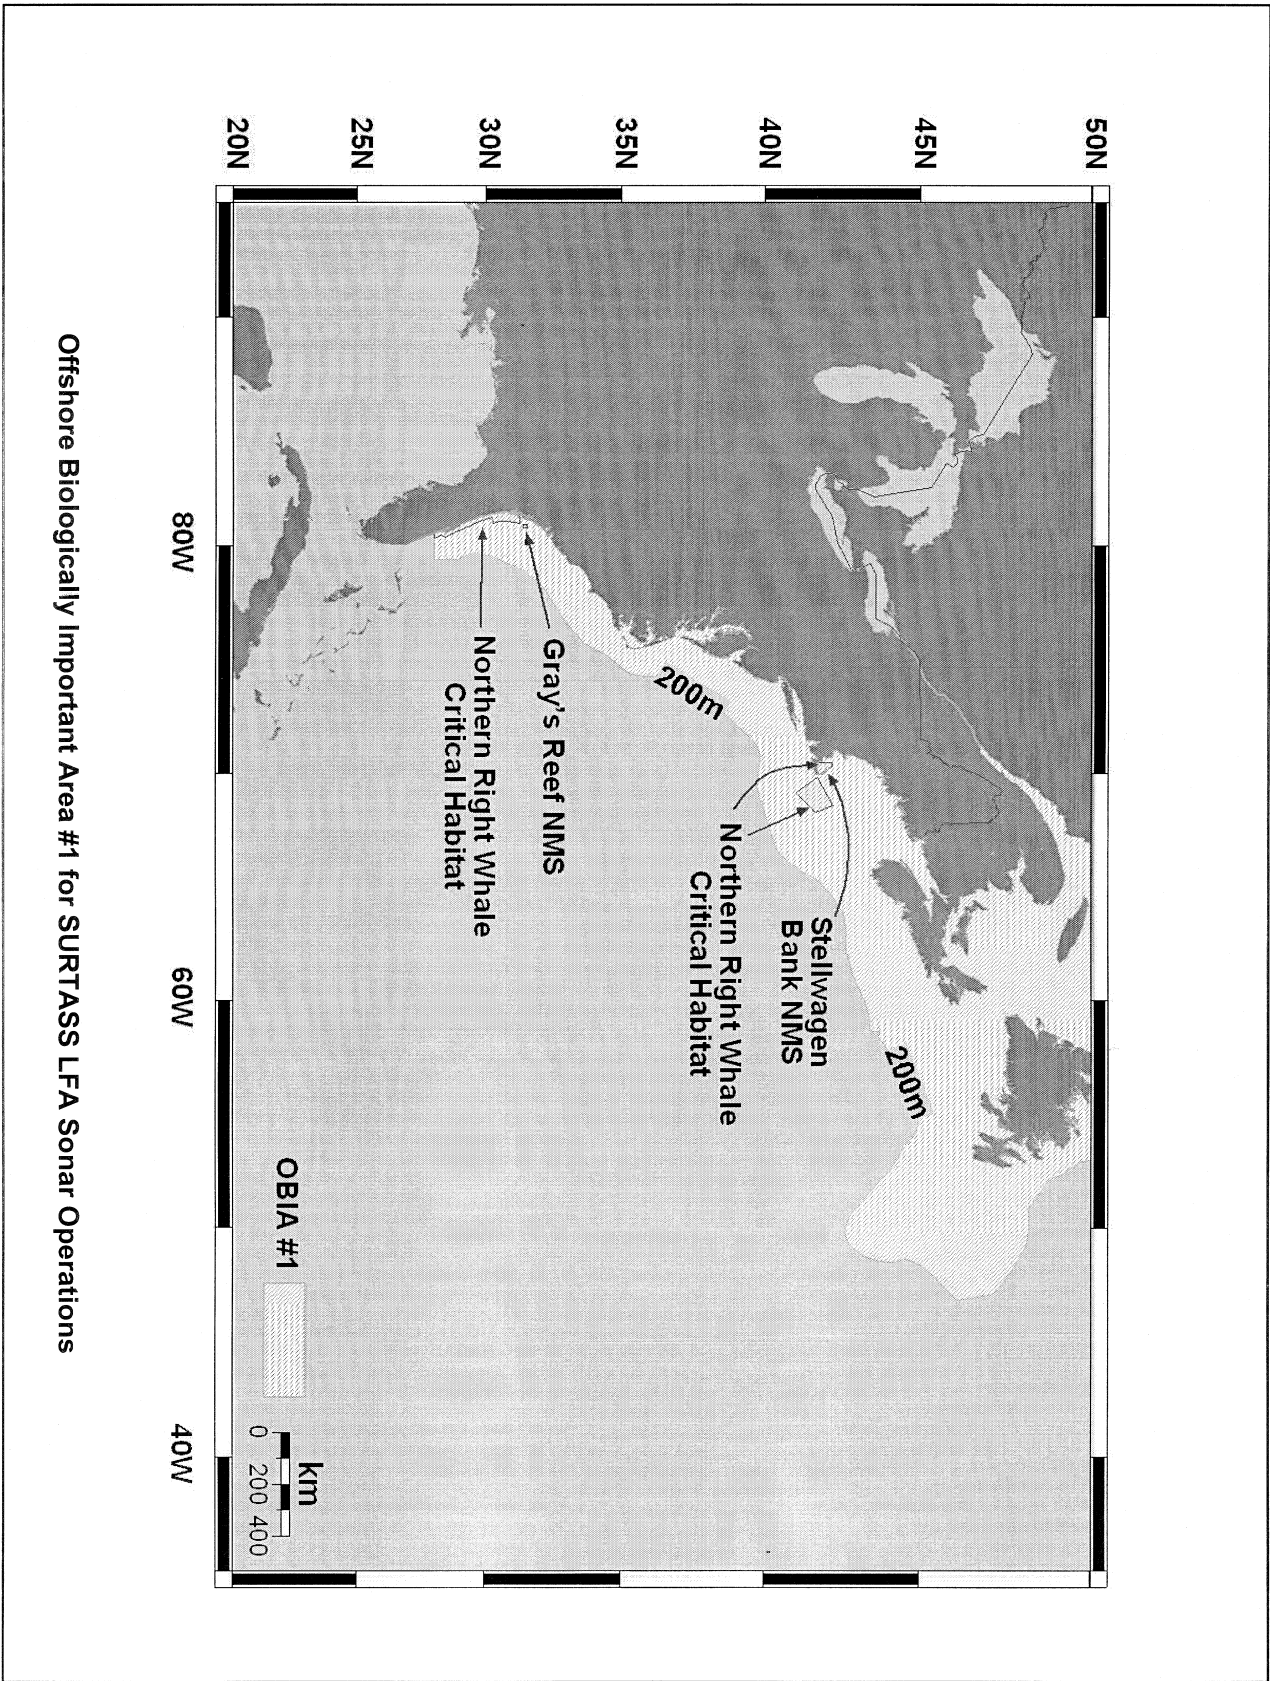 50N
45N
40N
35N
30N
25N
20N
80W
60W
40W
200m
200m
Stellwagen
Bank NMS
Northern Right Whale
Critical Habitat
Gray's Reef NMS
Northern Right Whale
Critical Habitat
OBIA #1
km
0 200 400
Offshore Biologically Important Area #1 for SURTASS LFA Sonar Operations